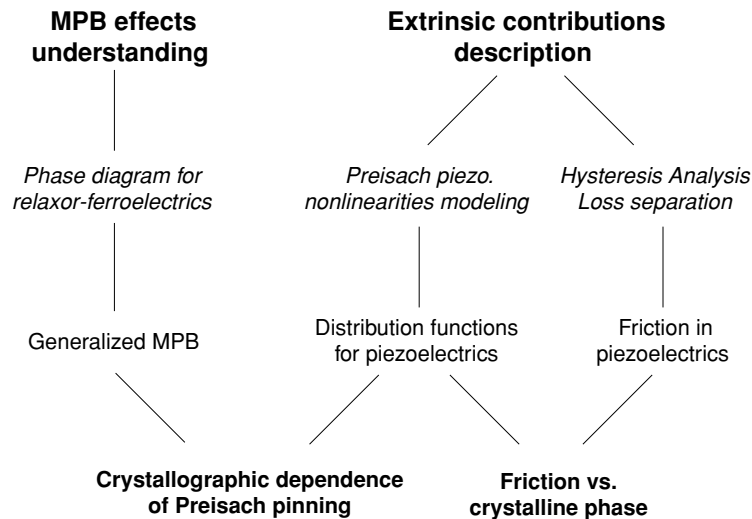 MPB effects
understanding
Extrinsic contributions
description
Phase diagram for
relaxor-ferroelectrics
Preisach piezo.
nonlinearities modeling
Hysteresis Analysis
Loss separation
Generalized MPB
Distribution functions
for piezoelectrics
Friction in
piezoelectrics
Crystallographic dependence
of Preisach pinning
Friction vs.
crystalline phase